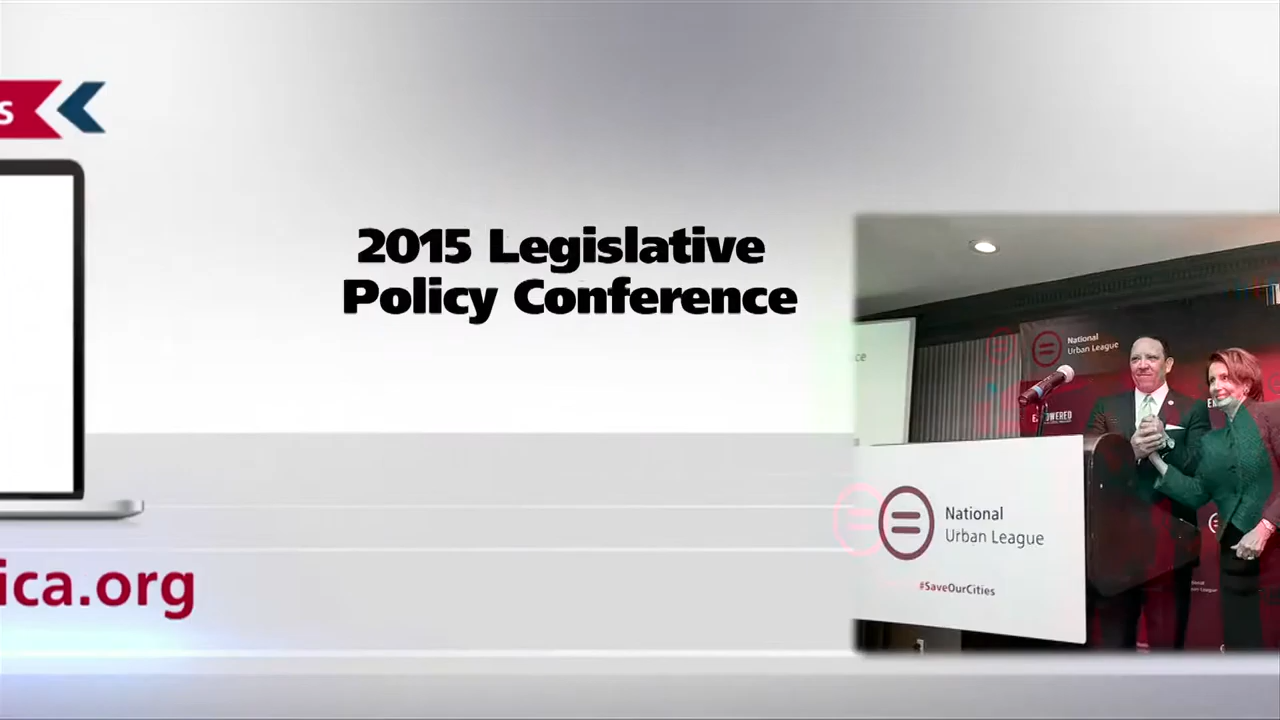 s
2015 Legislative
Policy Conference
National
Urban League
National
Urban League
#SaveOurCities
ica.org